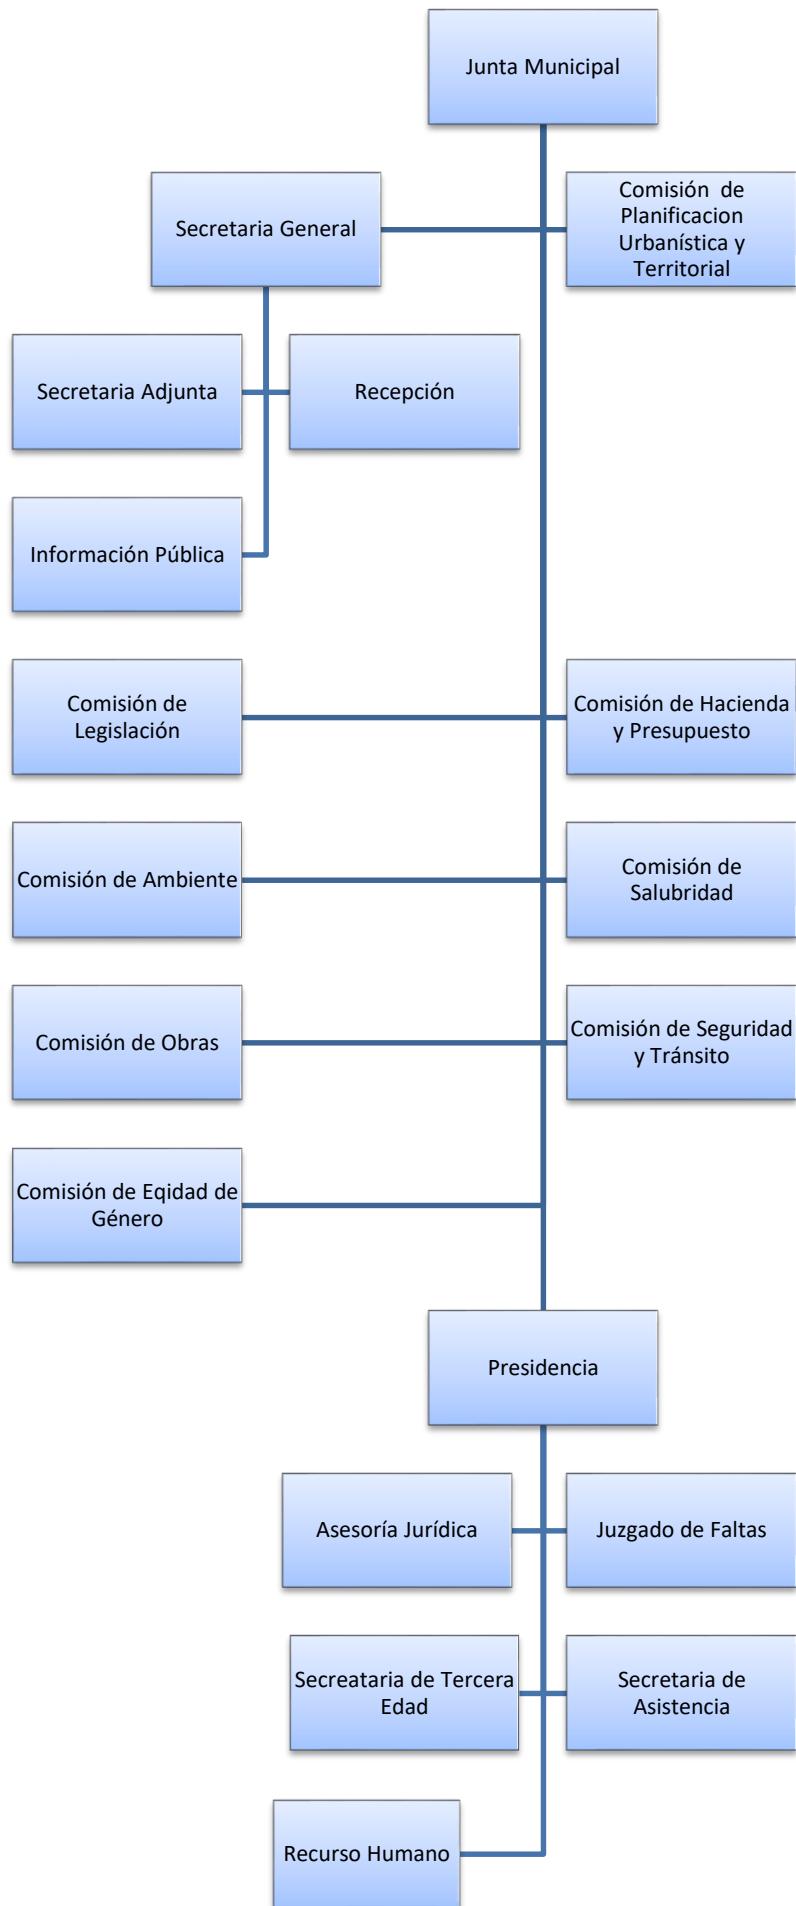 Junta Municipal
Secretaria General
Comisión de
Planificacion
Urbanística y
Territorial
Secretaria Adjunta
Recepción
Información Pública
Comisión de
Legislación
Comisión de Hacienda
y Presupuesto
Comisión de Ambiente
Comisión de
Salubridad
Comisión de Obras
Comisión de Seguridad
y Tránsito
Comisión de Eqidad de
Género
Presidencia
Asesoría Jurídica
Juzgado de Faltas
Secreataria de Tercera
Edad
Secretaria de
Asistencia
Recurso Humano